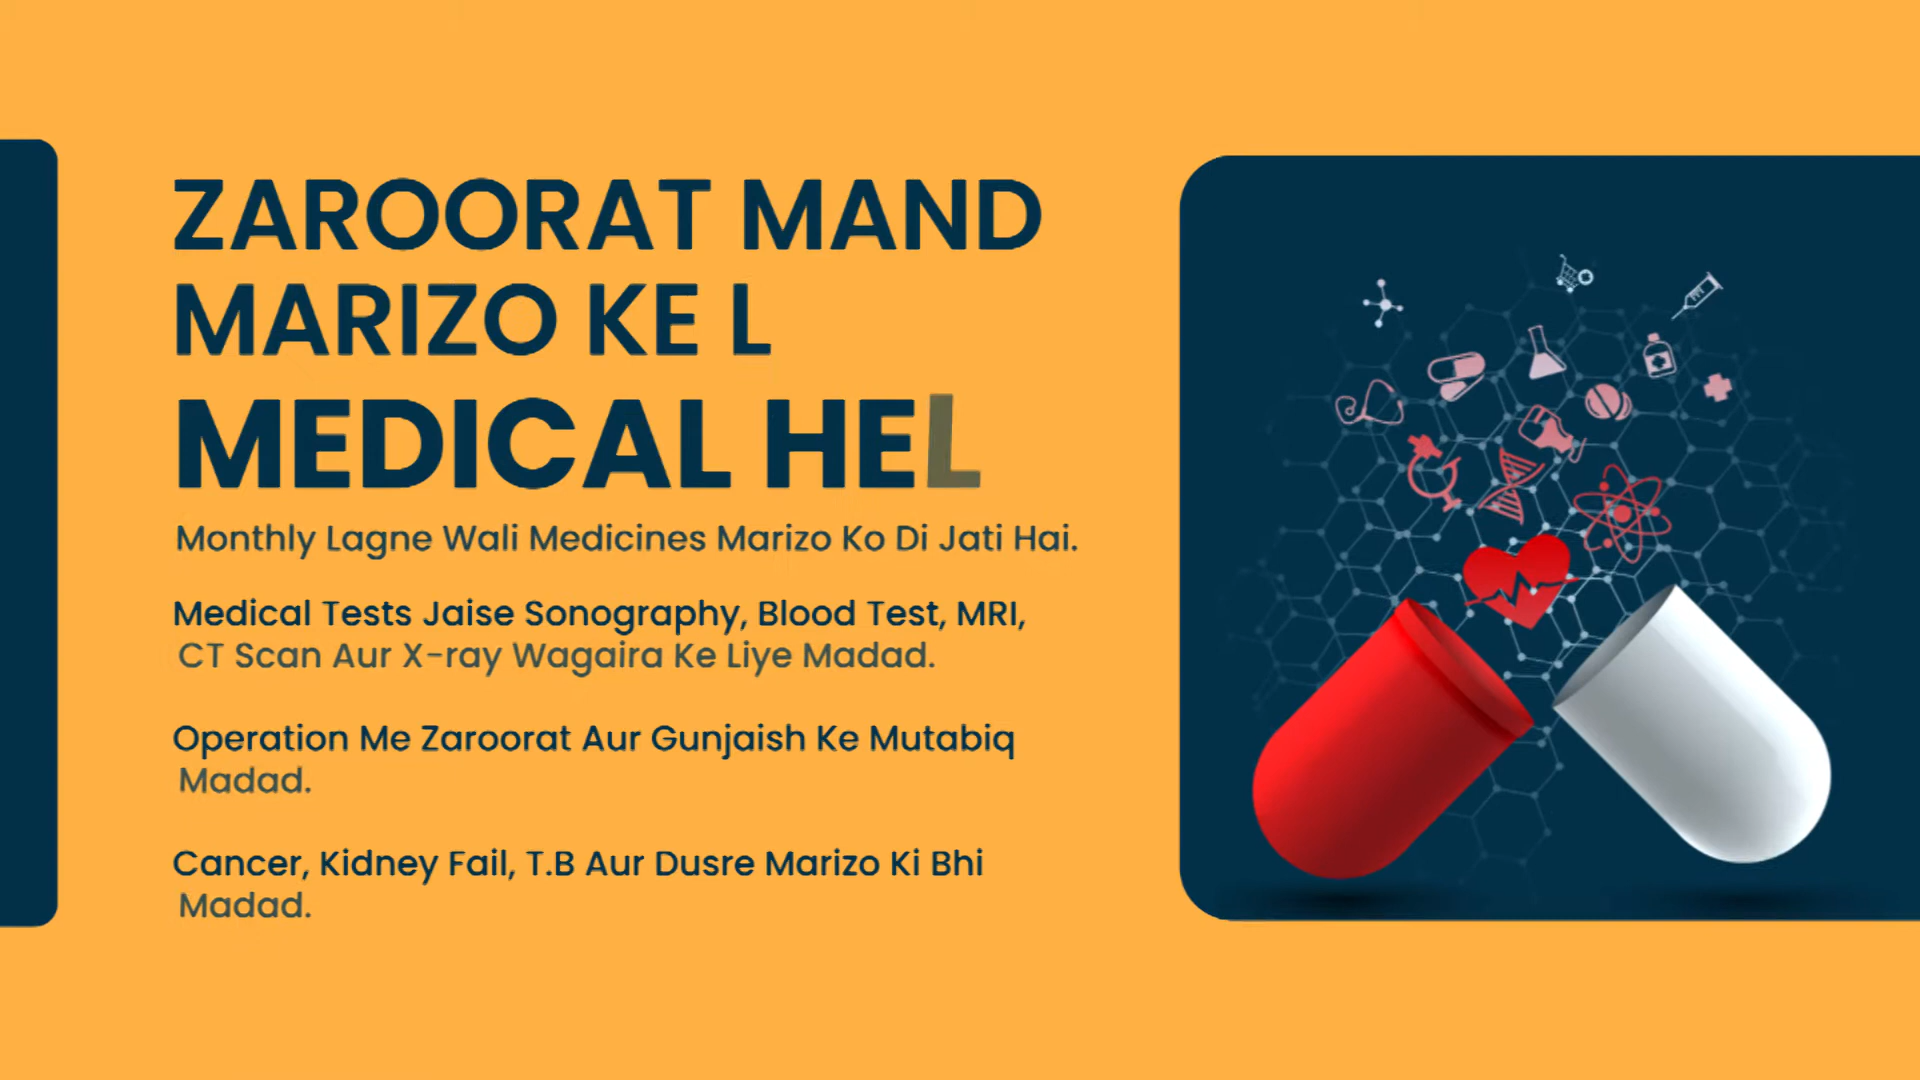 ZAROORAT MAND
MARIZO KE L
MEDICAL HEL
Monthly Lagne Wali Medicines Marizo Ko Di Jati Hai.
Medical Tests Jaise Sonography, Blood Test, MRI,
CT Scan Aur X-ray Wagaira Ke Liye Madad.
Operation Me Zaroorat Aur Gunjaish Ke Mutabiq
Madad.
Cancer, Kidney Fail, T.B Aur Dusre Marizo Ki Bhi
Madad.